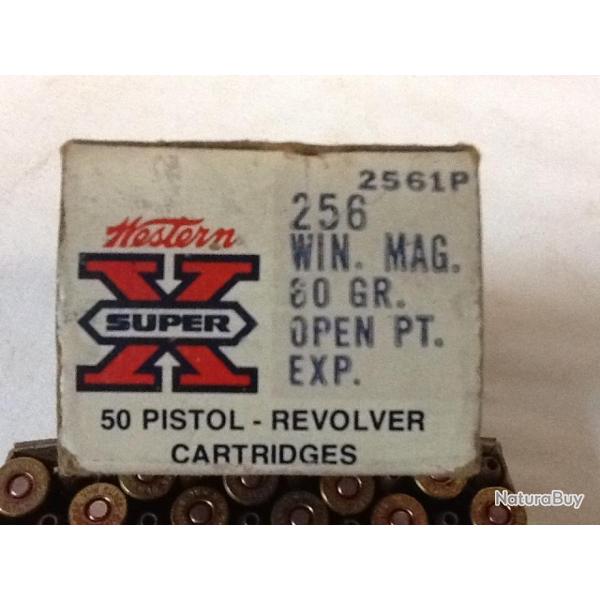 2561P
Western
SUPER X
256
WIN. MAG.
60 GR.
OPEN PT.
EXP.
50 PISTOL - REVOLVER
CARTRIDGES
NaturaBuy